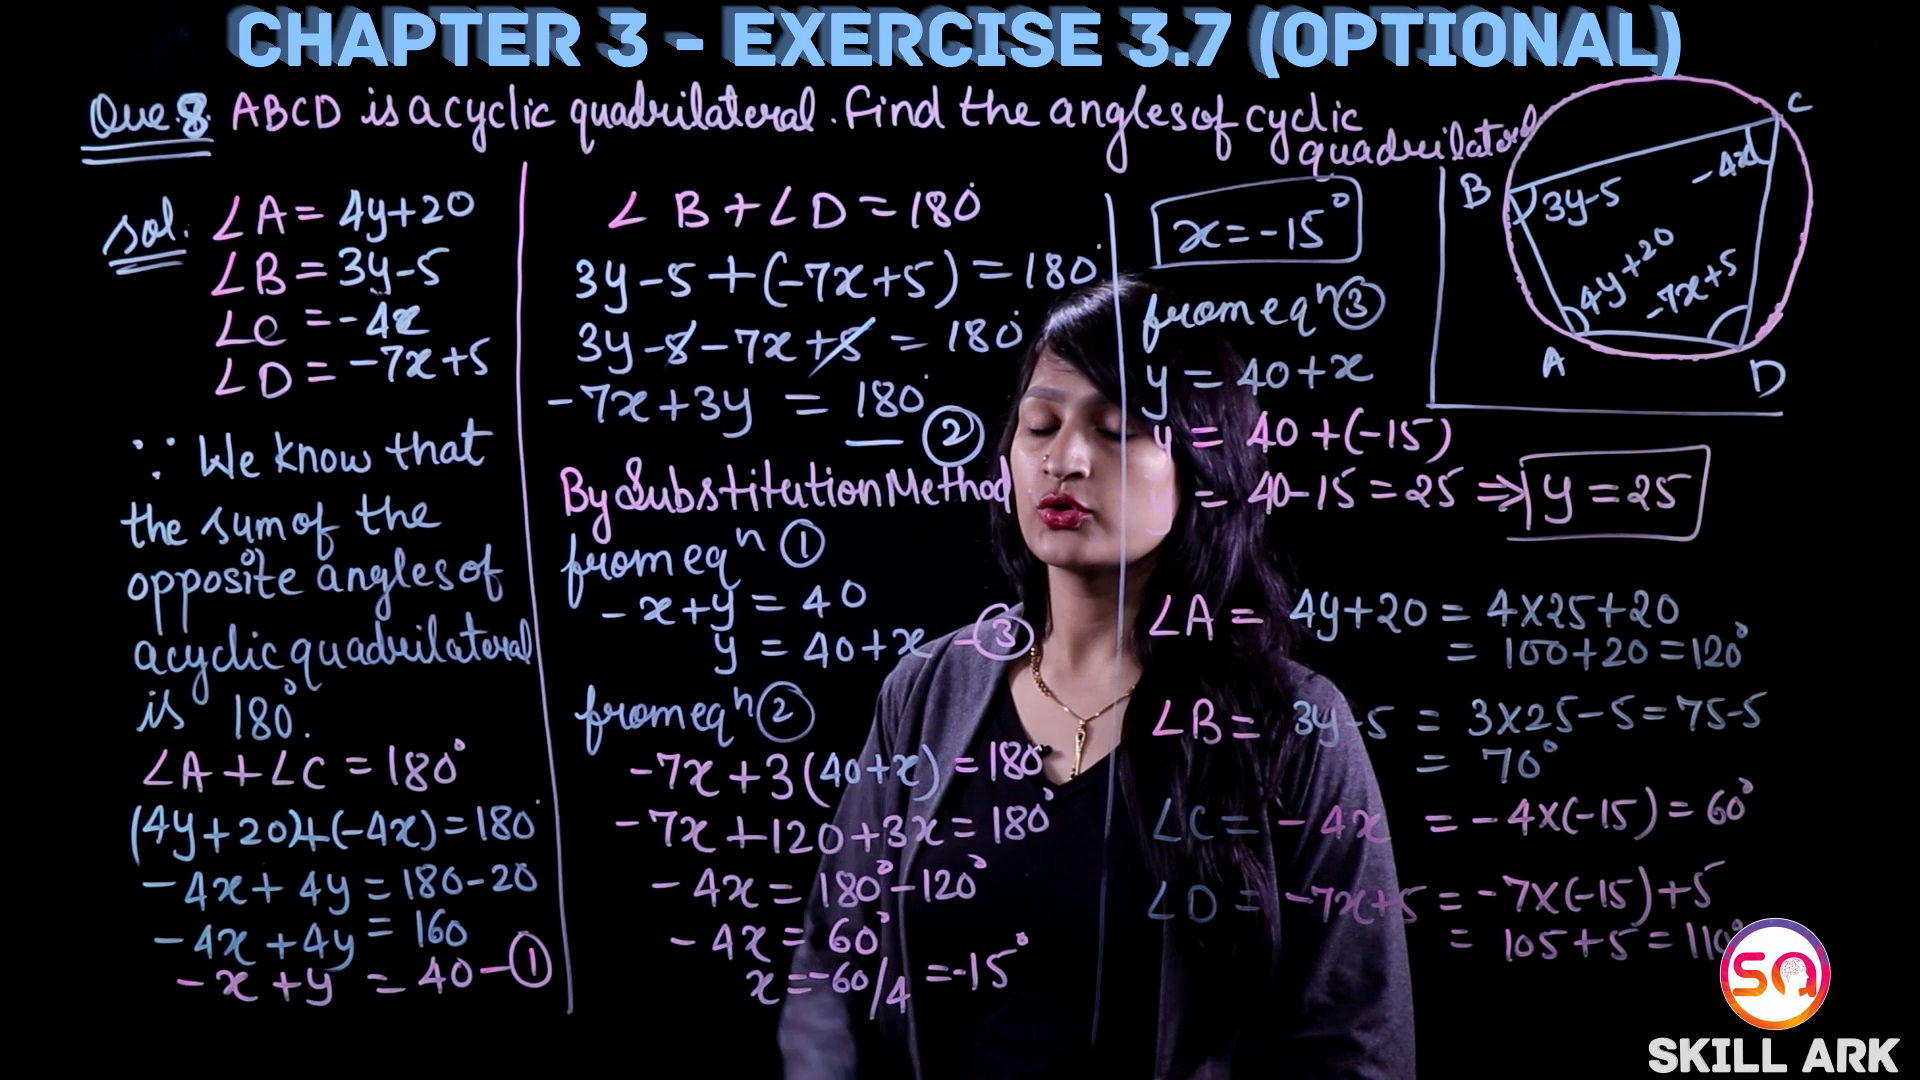 CHAPTER 3 - EXERCISE 3.7 (OPTIONAL)
Que.8. ABCD is a cyclic quadrilateral. Find the angles of cyclic quadrilateral
sol. ∠A = 4y+20
∠B = 3y-5
∠C = -4x
∠D = -7x+5
∵ We know that
the sum of the
opposite angles of
a cyclic quadrilateral
is 180°.
∠A + ∠C = 180°
(4y+20)+(-4x) = 180°
-4x + 4y = 180-20
-4x + 4y = 160
-x + y = 40 - ①
∠B + ∠D = 180°
3y-5 + (-7x+5) = 180°
3y-5-7x+5 = 180°
-7x+3y = 180° ②
By Substitution Method
from eqⁿ ①
-x+y = 40
y = 40+x - ③
from eqⁿ ②
-7x+3(40+x) = 180°
-7x+120+3x = 180°
-4x = 180°-120°
-4x = 60°
x = -60/4 = -15°
x = -15°
from eqⁿ ③
y = 40+x
y = 40+(-15)
y = 40-15 = 25 ⇒ y = 25
∠A = 4y+20 = 4x25+20
= 100+20 = 120°
∠B = 3y-5 = 3x25-5 = 75-5
= 70°
∠C = -4x = -4x(-15) = 60°
∠D = -7x+5 = -7x(-15)+5
= 105+5 = 110°
C
-4x
B
3y-5
4y+20
-7x+5
A
D
SA
SKILL ARK